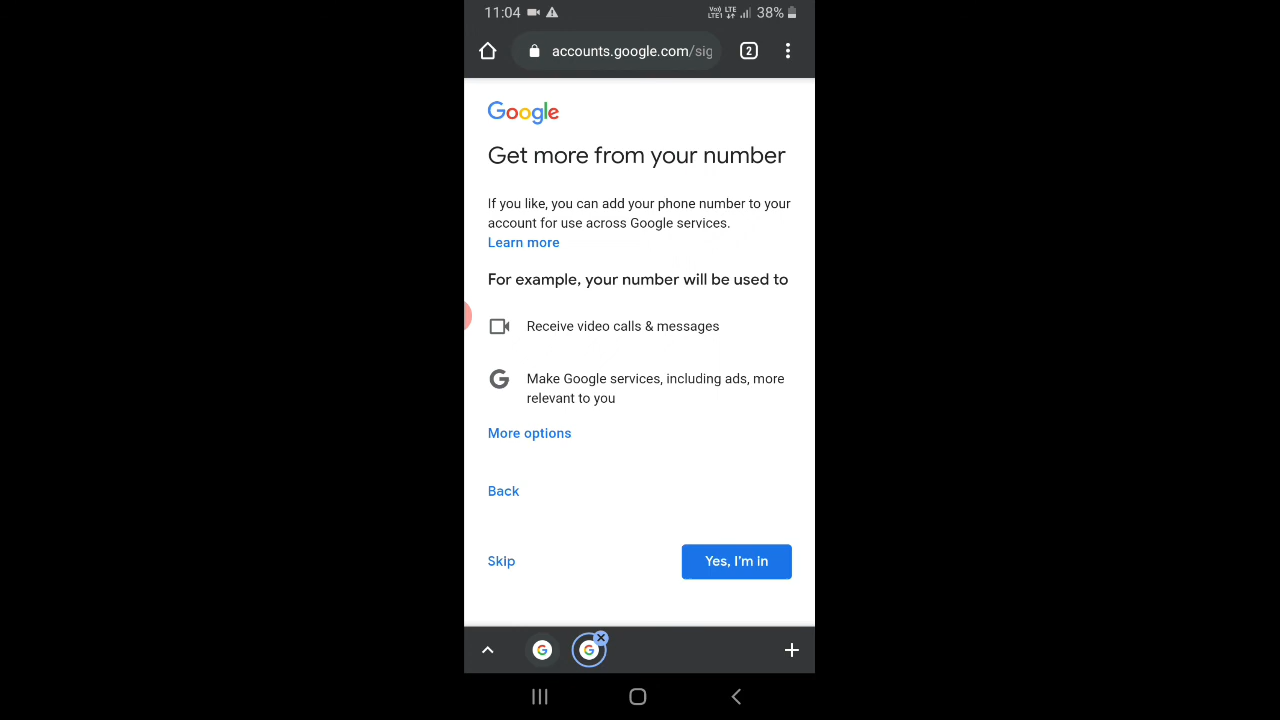 11:04
Vo) LTE 38%
LTE1
accounts.google.com/sig
2
Google
Get more from your number
If you like, you can add your phone number to your
account for use across Google services.
Learn more
For example, your number will be used to
Receive video calls & messages
G
Make Google services, including ads, more
relevant to you
More options
Back
Skip
Yes, I'm in
G
G